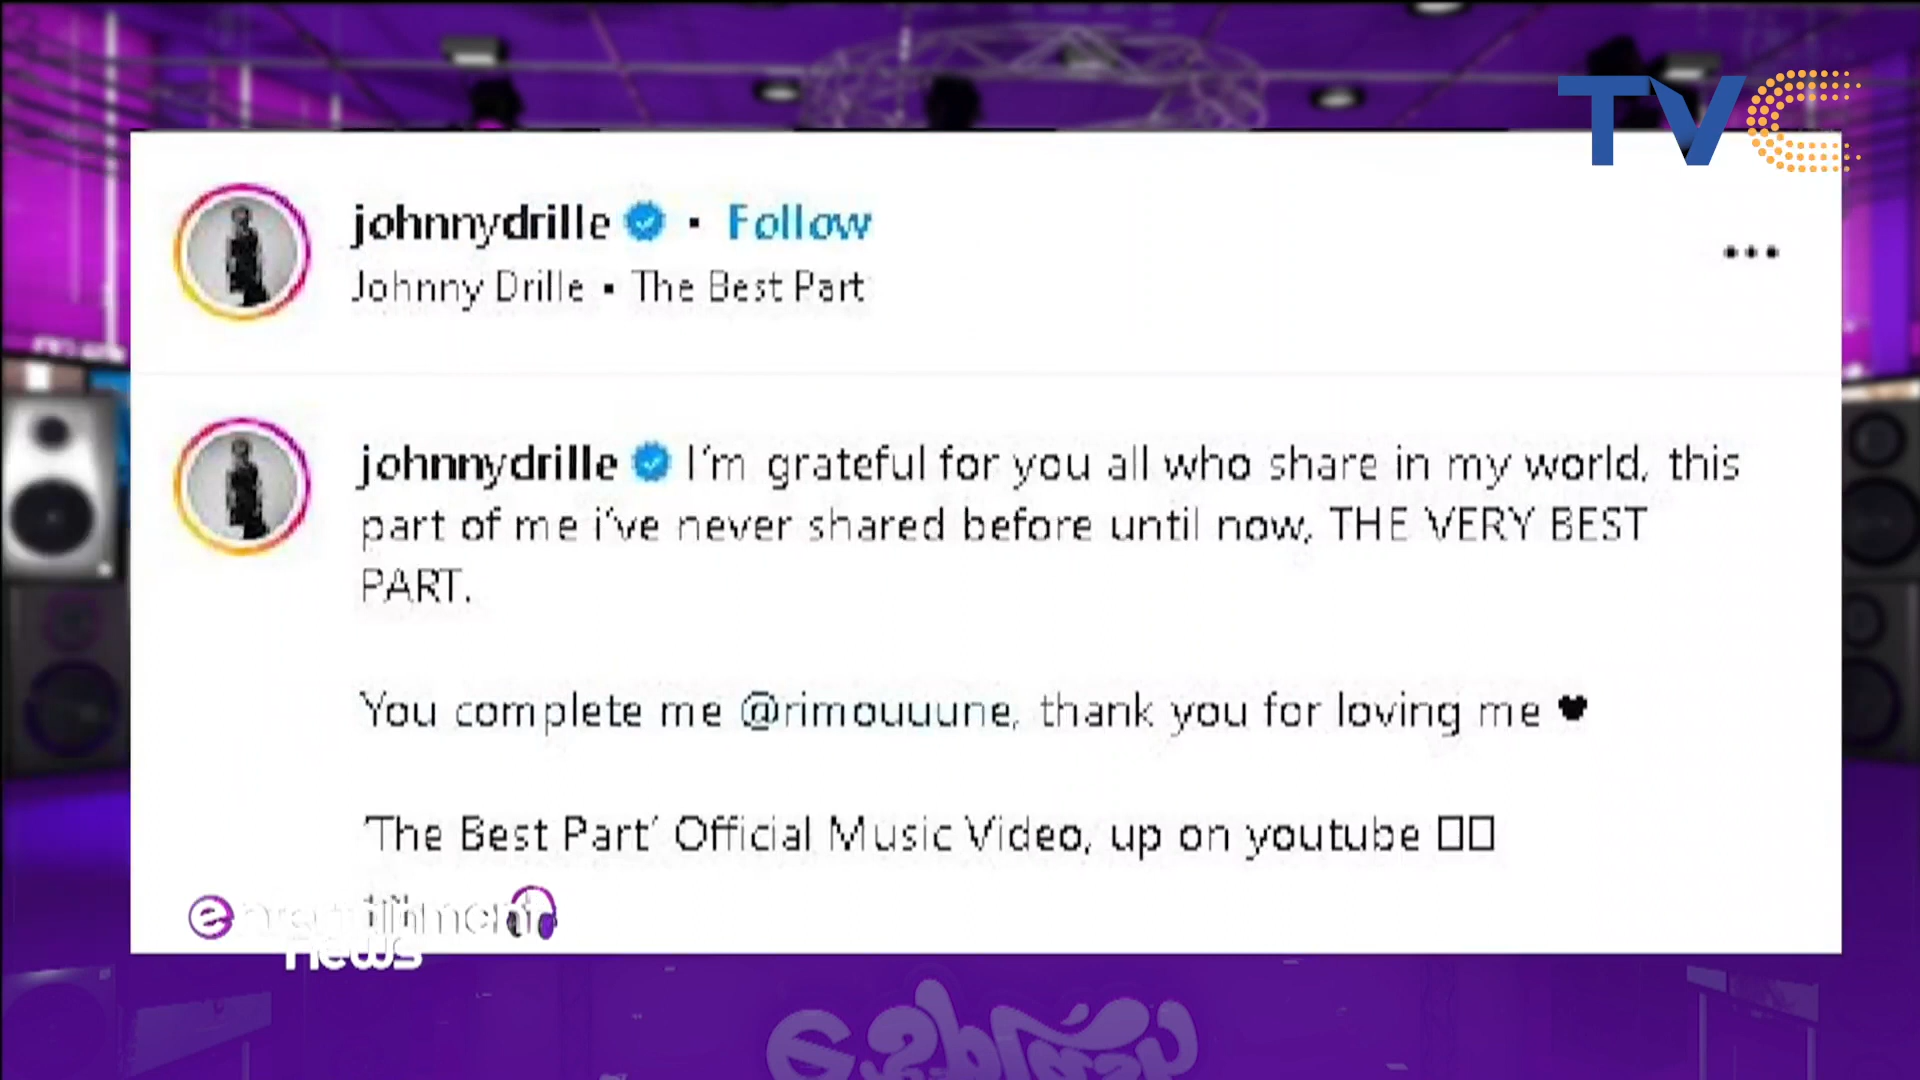 TVC
johnnydrille • Follow
Johnny Drille • The Best Part
johnnydrille I'm grateful for you all who share in my world, this
part of me i've never shared before until now, THE VERY BEST
PART.
You complete me @rimouuune, thank you for loving me ♥
'The Best Part' Official Music Video, up on youtube □□
entertainment
news